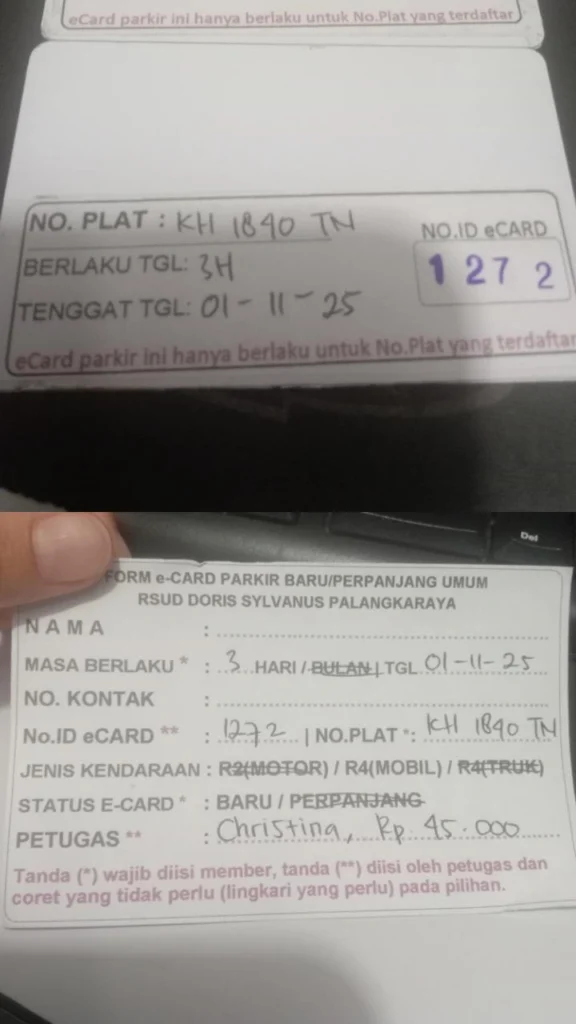 eCard parkir ini hanya berlaku untuk No.Plat yang terdaftar
NO. PLAT : KH 1840 TN
NO.ID eCARD
BERLAKU TGL: 3H
1 27 2
TENGGAT TGL: 01-11-25
eCard parkir ini hanya berlaku untuk No.Plat yang terdaftar
Del
FORM e-CARD PARKIR BARU/PERPANJANG UMUM
RSUD DORIS SYLVANUS PALANGKARAYA
NAMA :
MASA BERLAKU * : 3 HARI / BULAN | TGL 01-11-25
NO. KONTAK :
No.ID eCARD ** : 1272 | NO.PLAT *: KH 1840 TN
JENIS KENDARAAN : R2(MOTOR) / R4(MOBIL) / R4(TRUK)
STATUS E-CARD * : BARU / PERPANJANG
PETUGAS ** : Christina, Rp. 45.000
Tanda (*) wajib diisi member, tanda (**) diisi oleh petugas dan
coret yang tidak perlu (lingkari yang perlu) pada pilihan.